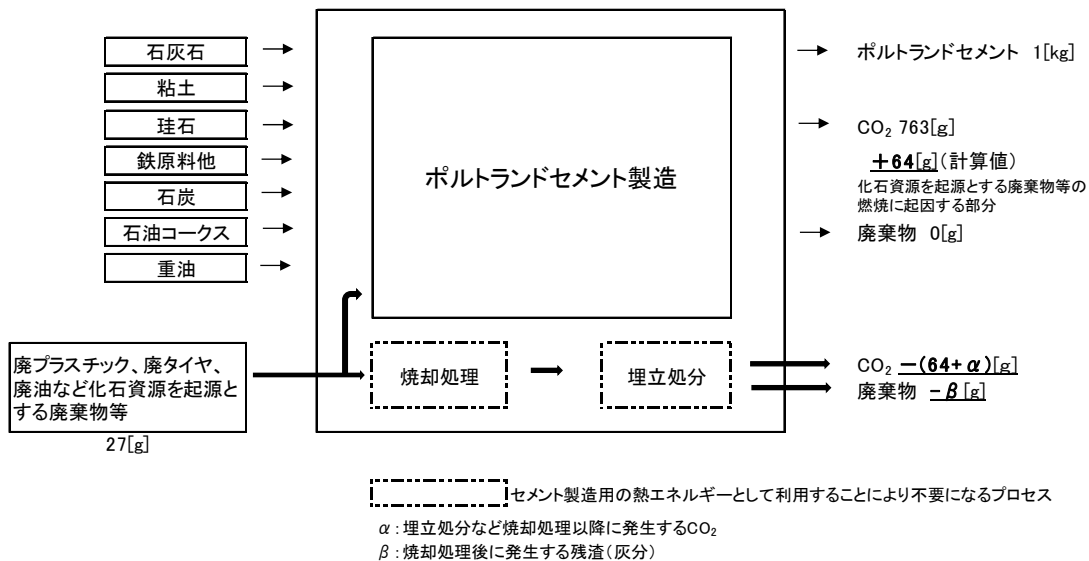 石灰石
粘土
珪石
鉄原料他
石炭
石油コークス
重油
廃プラスチック、廃タイヤ、
廃油など化石資源を起源と
する廃棄物等
27[g]
ポルトランドセメント製造
焼却処理
埋立処分
ポルトランドセメント 1[kg]
CO₂ 763[g]
+64[g](計算値)
化石資源を起源とする廃棄物等の
燃焼に起因する部分
廃棄物 0[g]
CO₂ -(64+α)[g]
廃棄物 -β[g]
セメント製造用の熱エネルギーとして利用することにより不要になるプロセス
α:埋立処分など焼却処理以降に発生するCO₂
β:焼却処理後に発生する残渣(灰分)